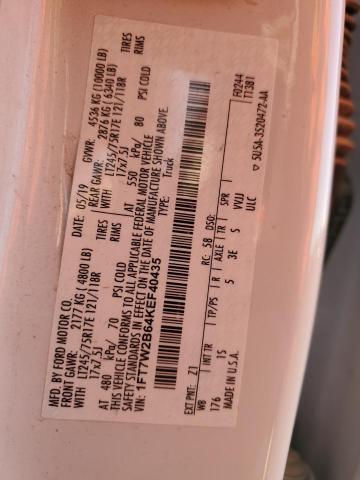 MFD. BY FORD MOTOR CO.
DATE: 05/19 GVWR: 4536 KG (10000 LB)
FRONT GAWR: 2177 KG (4800 LB) REAR GAWR: 2876 KG (6340 LB)
WITH LT245/75R17E 121/118R TIRES WITH LT245/75R17E 121/118R TIRES
17x7.5J RIMS 17x7.5J RIMS
AT 480 kPa/ 70 PSI COLD AT 550 kPa/ 80 PSI COLD
THIS VEHICLE CONFORMS TO ALL APPLICABLE FEDERAL MOTOR VEHICLE
SAFETY STANDARDS IN EFFECT ON THE DATE OF MANUFACTURE SHOWN ABOVE.
VIN: 1FT7W2B64KEF40435 TYPE: Truck
F0244
T1381
EXT PNT: Z1 RC: 58 DSO:
WB INT TR TP/PS R AXLE TR SPR VVJJ ▽ 5U5A-3520472-AA
176 15 5 3E 5 ULC
MADE IN U.S.A.